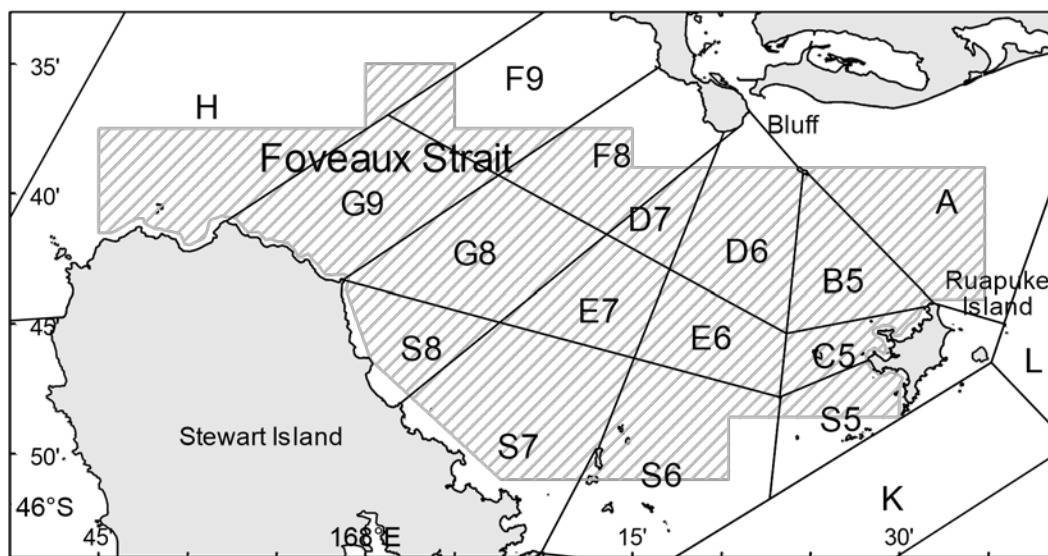 35'
F9
H
Bluff
F8
Foveaux Strait
40'
G9
A
D7
D6
G8
B5
Ruapuke
Island
E7
45'
E6
S8
C5
L
S5
Stewart Island
50'
S7
S6
K
46°S
45'
168°E
15'
30'